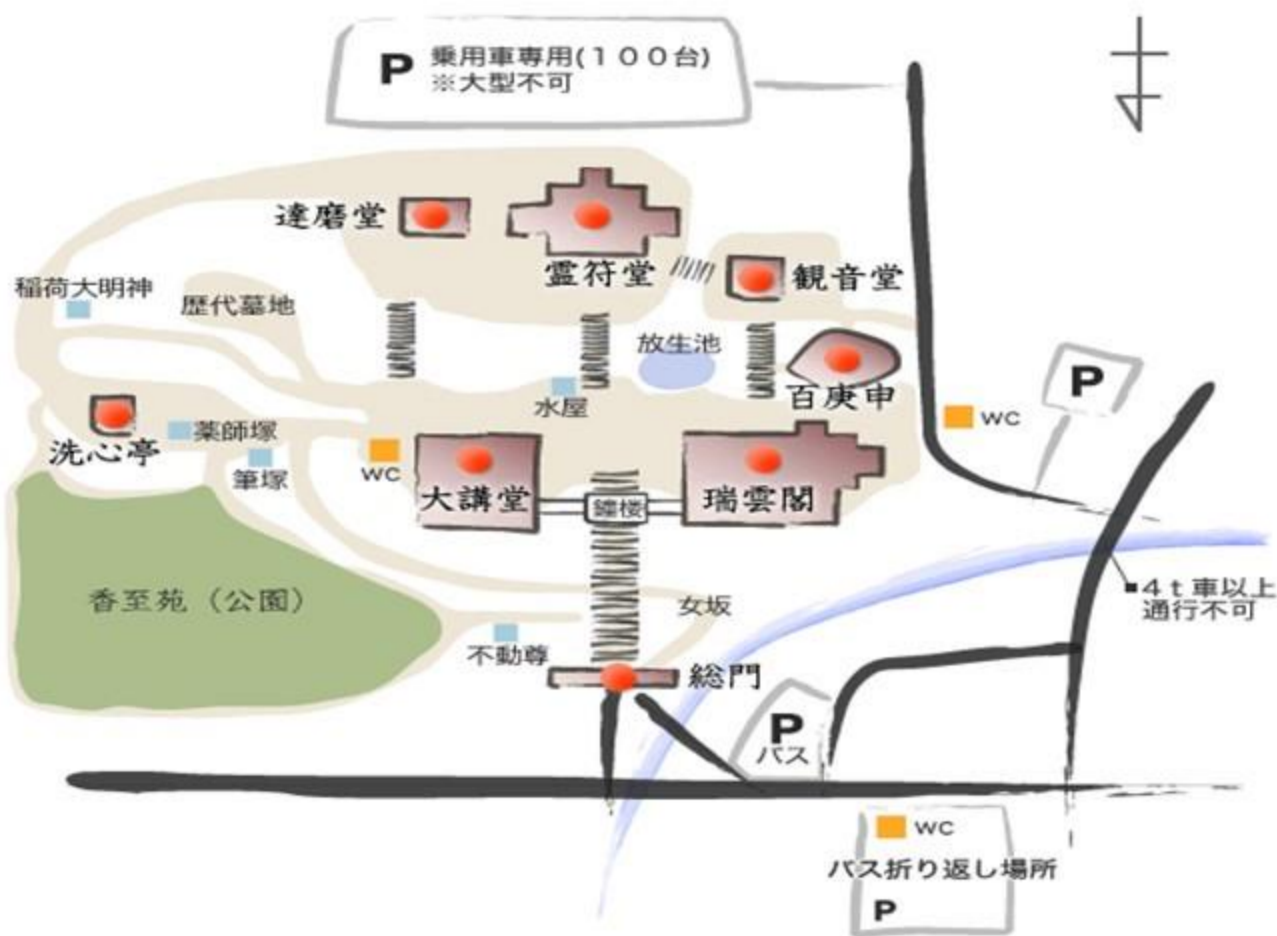 P 乗用車専用(100台)
※大型不可
達磨堂
霊符堂
観音堂
稲荷大明神
歴代墓地
放生池
百庚申
P
水屋
WC
洗心亭
薬師塚
筆塚
WC
大講堂
鐘楼
瑞雲閣
香至苑(公園)
女坂
■4t車以上
通行不可
不動尊
総門
P
バス
WC
バス折り返し場所
P